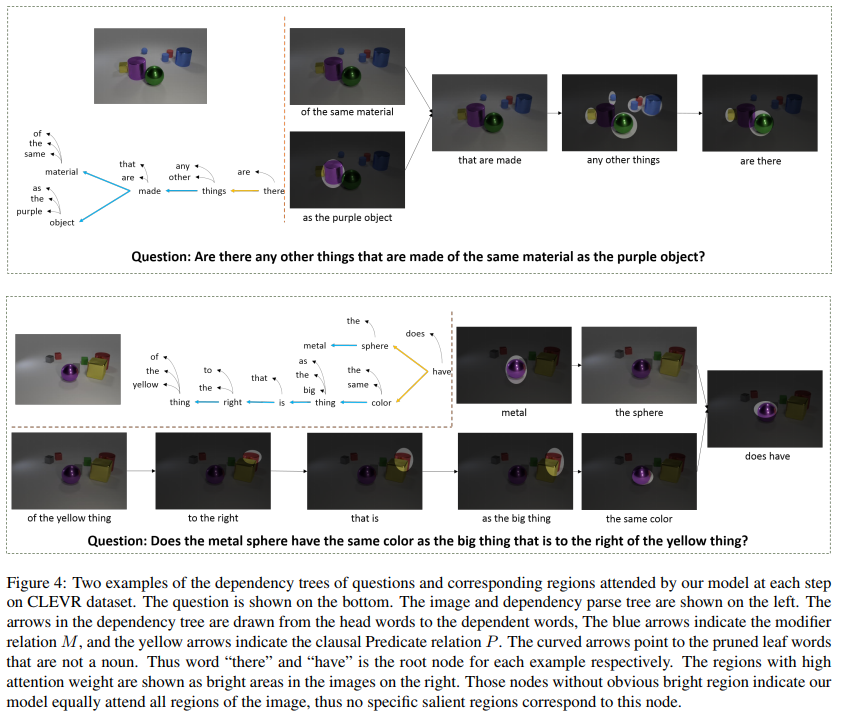 of
the
same
material
as
the
purple
object
that
are
made
any
other
things
are
there
of the same material
as the purple object
that are made
any other things
are there
Question: Are there any other things that are made of the same material as the purple object?
of
the
yellow
thing
to
the
right
that
is
as
the
big
thing
the
same
color
the
metal
sphere
does
have
metal
the sphere
does have
of the yellow thing
to the right
that is
as the big thing
the same color
Question: Does the metal sphere have the same color as the big thing that is to the right of the yellow thing?
Figure 4: Two examples of the dependency trees of questions and corresponding regions attended by our model at each step
on CLEVR dataset. The question is shown on the bottom. The image and dependency parse tree are shown on the left. The
arrows in the dependency tree are drawn from the head words to the dependent words, The blue arrows indicate the modifier
relation M, and the yellow arrows indicate the clausal Predicate relation P. The curved arrows point to the pruned leaf words
that are not a noun. Thus word “there” and “have” is the root node for each example respectively. The regions with high
attention weight are shown as bright areas in the images on the right. Those nodes without obvious bright region indicate our
model equally attend all regions of the image, thus no specific salient regions correspond to this node.